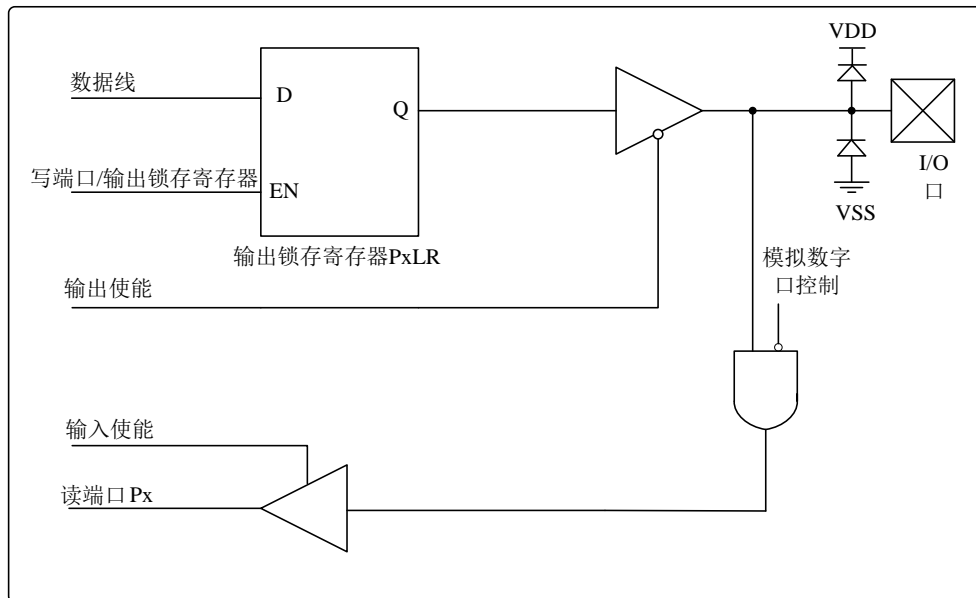 VDD
数据线
D
Q
I/O
口
写端口/输出锁存寄存器
EN
VSS
输出锁存寄存器PxLR
模拟数字
口控制
输出使能
输入使能
读端口Px